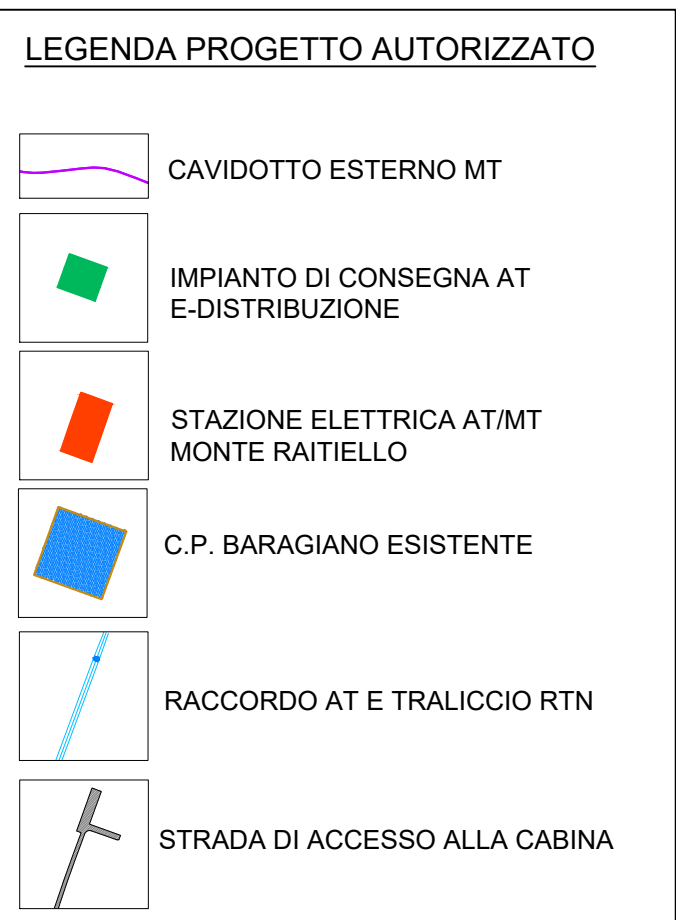 LEGENDA PROGETTO AUTORIZZATO
CAVIDOTTO ESTERNO MT
IMPIANTO DI CONSEGNA AT
E-DISTRIBUZIONE
STAZIONE ELETTRICA AT/MT
MONTE RAITIELLO
C.P. BARAGIANO ESISTENTE
RACCORDO AT E TRALICCIO RTN
STRADA DI ACCESSO ALLA CABINA